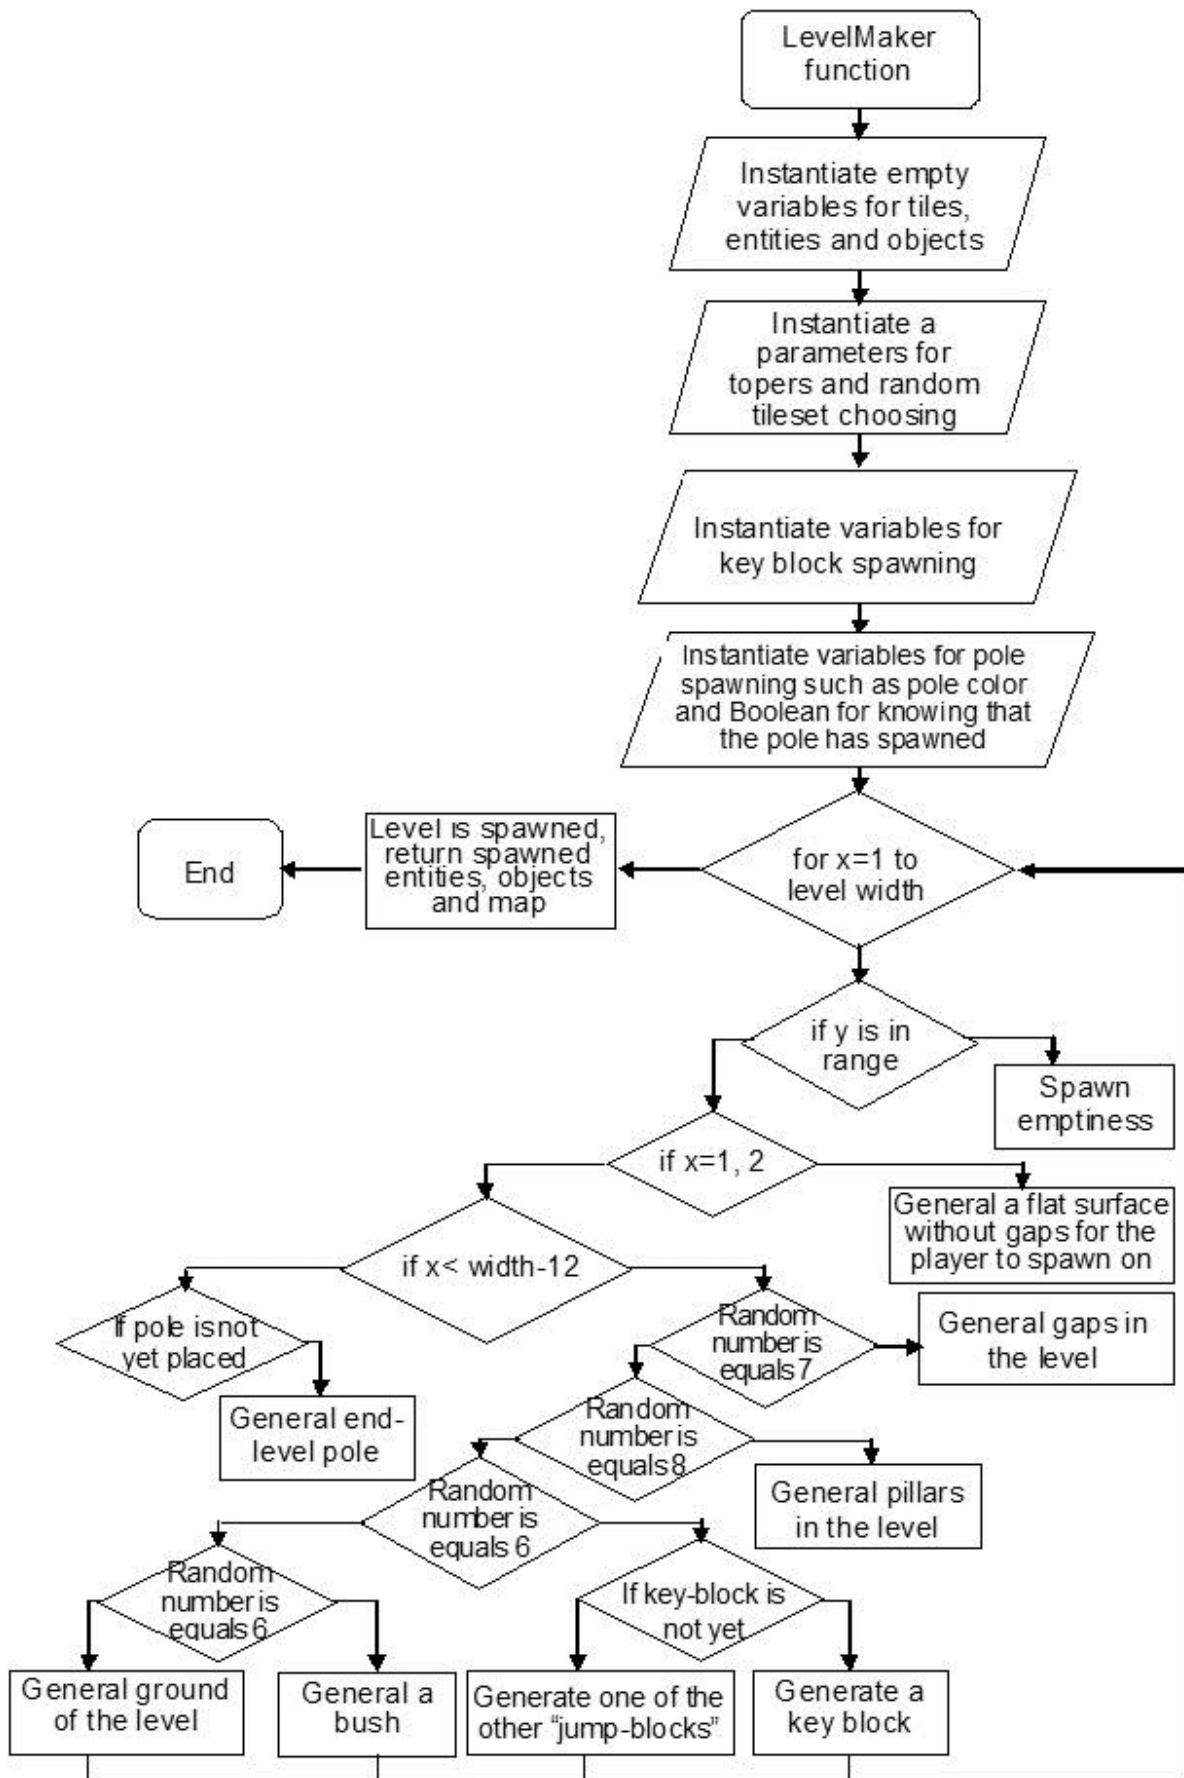 LevelMaker
function
Instantiate empty
variables for tiles,
entities and objects
Instantiate a
parameters for
topers and random
tileset choosing
Instantiate variables for
key block spawning
Instantiate variables for pole
spawning such as pole color
and Boolean for knowing that
the pole has spawned
for x=1 to
level width
Level is spawned,
return spawned
entities, objects
and map
End
if y is in
range
Spawn
emptiness
if x=1, 2
General a flat surface
without gaps for the
player to spawn on
if x< width-12
If pole is not
yet placed
General end-
level pole
Random
number is
equals 7
General gaps in
the level
Random
number is
equals 8
General pillars
in the level
Random
number is
equals 6
Random
number is
equals 6
If key-block is
not yet
General ground
of the level
General a
bush
Generate one of the
other “jump-blocks”
Generate a
key block